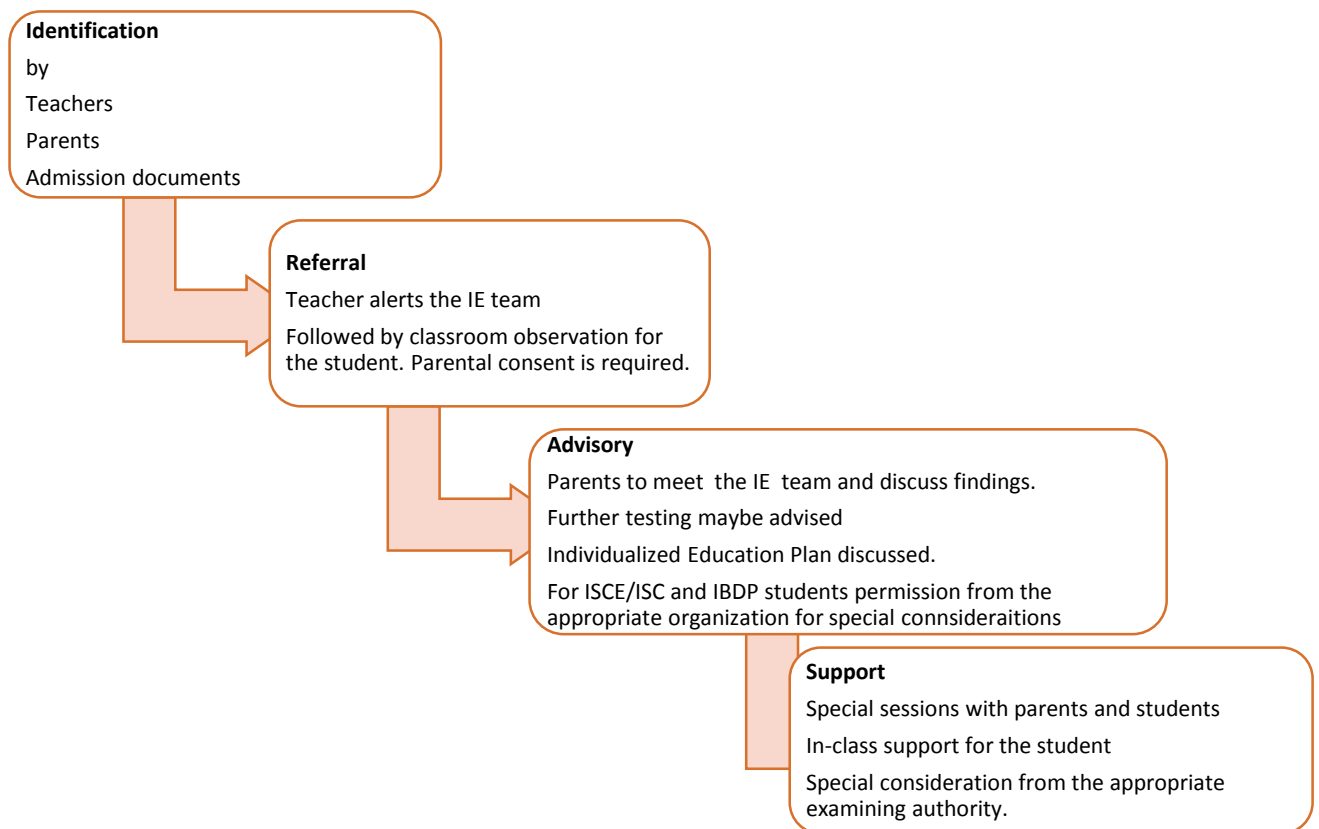 Identification
by
Teachers
Parents
Admission documents
Referral
Teacher alerts the IE team
Followed by classroom observation for
the student. Parental consent is required.
Advisory
Parents to meet the IE team and discuss findings.
Further testing maybe advised
Individualized Education Plan discussed.
For ISCE/ISC and IBDP students permission from the
appropriate organization for special connsideraitions
Support
Special sessions with parents and students
In-class support for the student
Special consideration from the appropriate
examining authority.